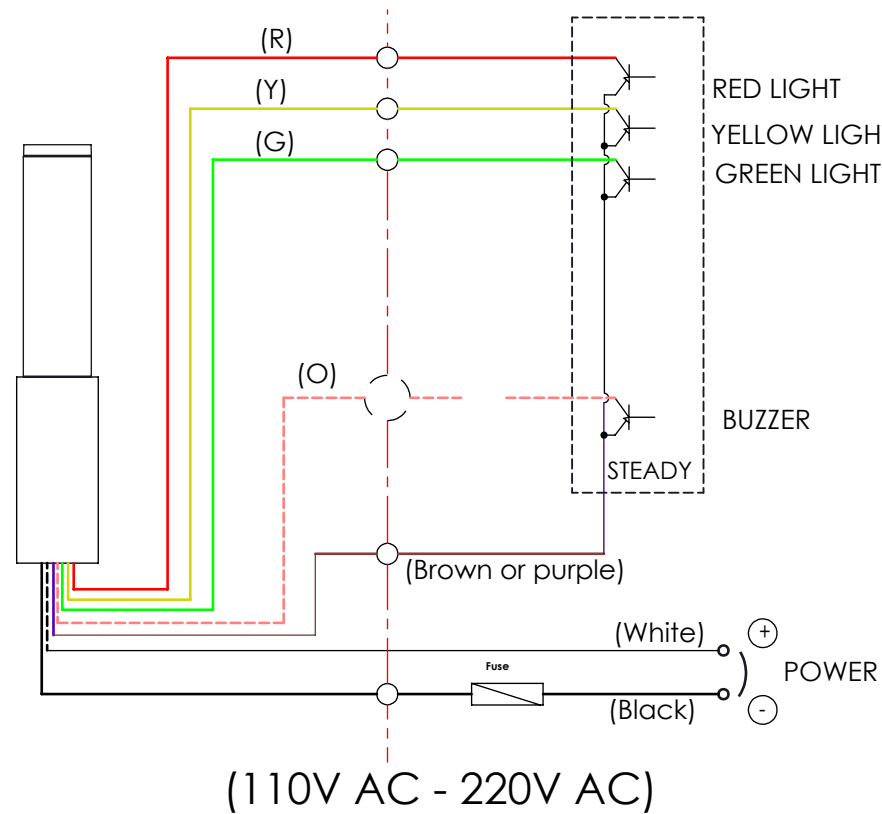 (R)
RED LIGHT
(Y)
YELLOW LIGH
(G)
GREEN LIGHT
(O)
BUZZER
STEADY
(Brown or purple)
(White)
+
Fuse
POWER
(Black)
-
(110V AC - 220V AC)